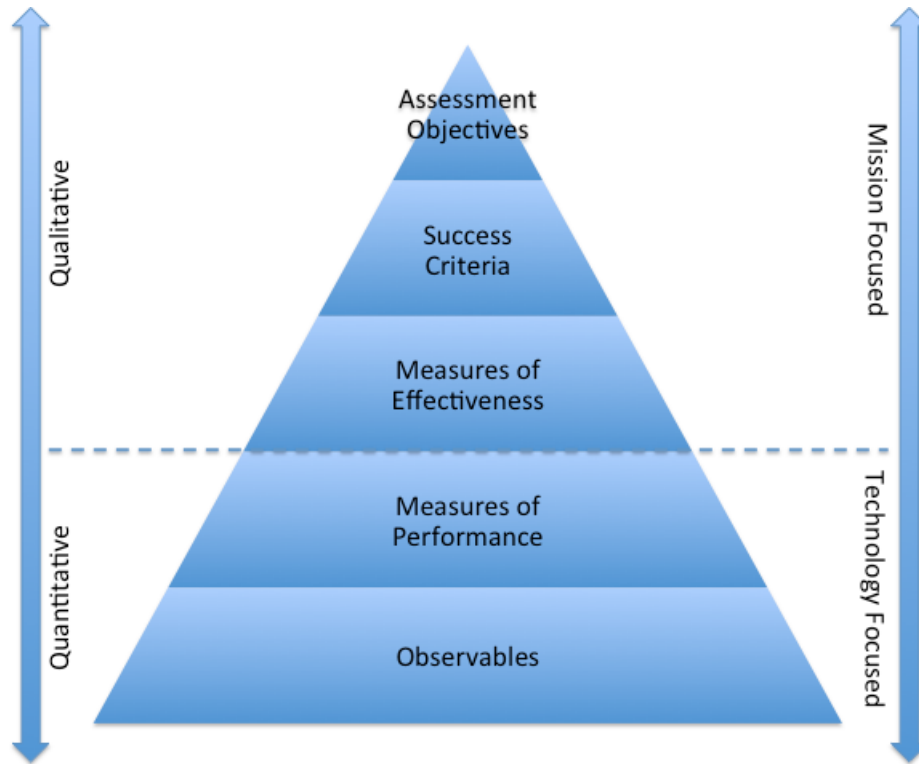 Assessment
Objectives
Qualitative
Mission Focused
Success
Criteria
Measures of
Effectiveness
Measures of
Performance
Quantitative
Technology Focused
Observables